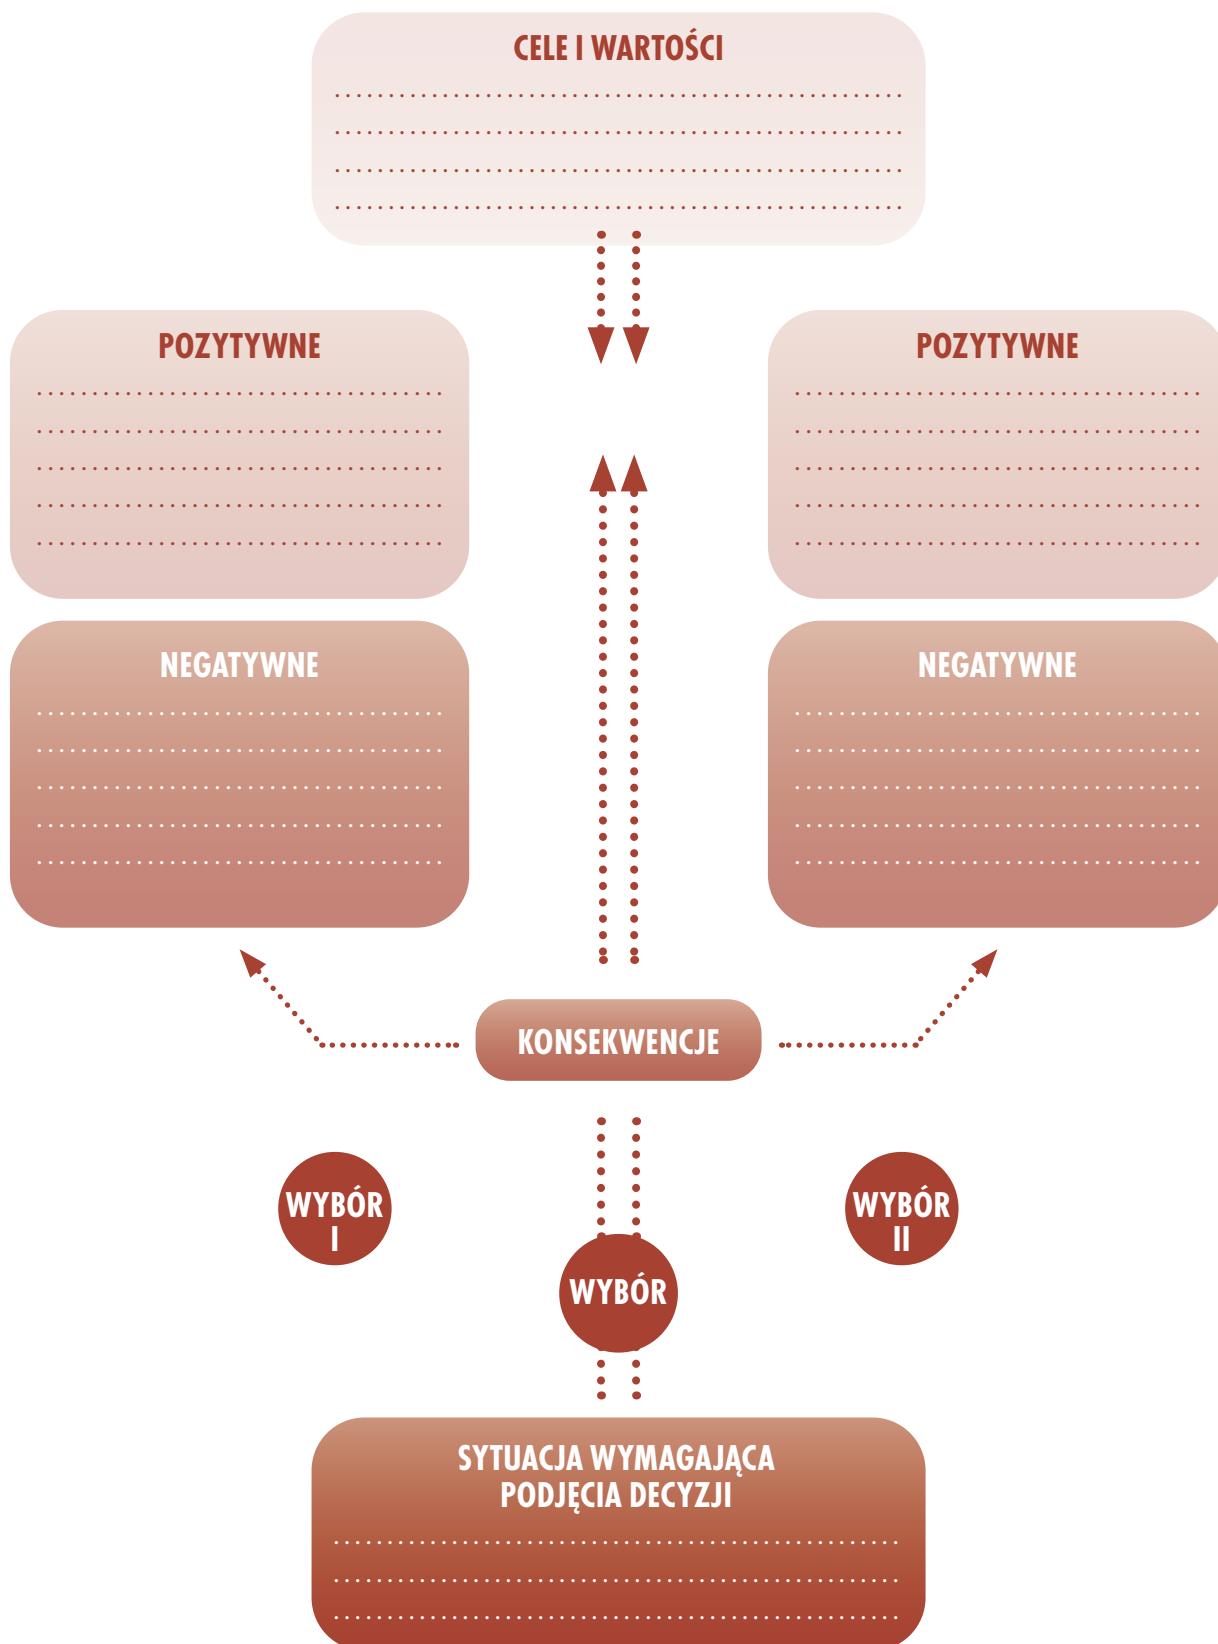 CELE I WARTOŚCI
POZYTYWNE
POZYTYWNE
NEGATYWNE
NEGATYWNE
KONSEKWENCJE
WYBÓR
I
WYBÓR
II
WYBÓR
SYTUACJA WYMAGAJĄCA
PODJĘCIA DECYZJI